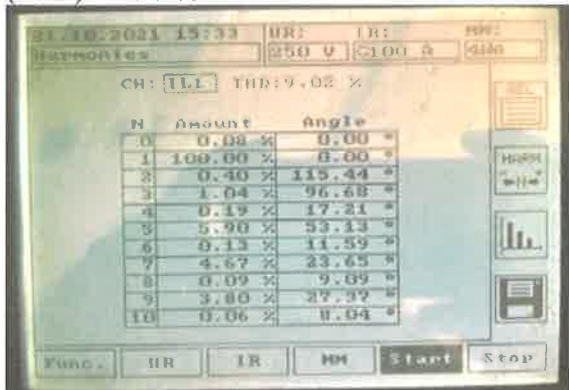 21.10.2021 15:33 UR: IR: MM:
Harmonics 250 V C100 A 4Wh
CH: IL1 THD:9.02 %
SEL
N Amount Angle
0 0.08 % 0.00 °
1 100.00 % 0.00 °
2 0.40 % 115.44 °
HARM
3 1.04 % 96.68 °
4 0.19 % 17.21 °
5 5.90 % 53.13 °
6 0.13 % 11.59 °
7 4.67 % 23.65 °
8 0.09 % 9.09 °
9 3.80 % 27.37 °
10 0.06 % 8.04 °
Func. UR IR MM Start Stop